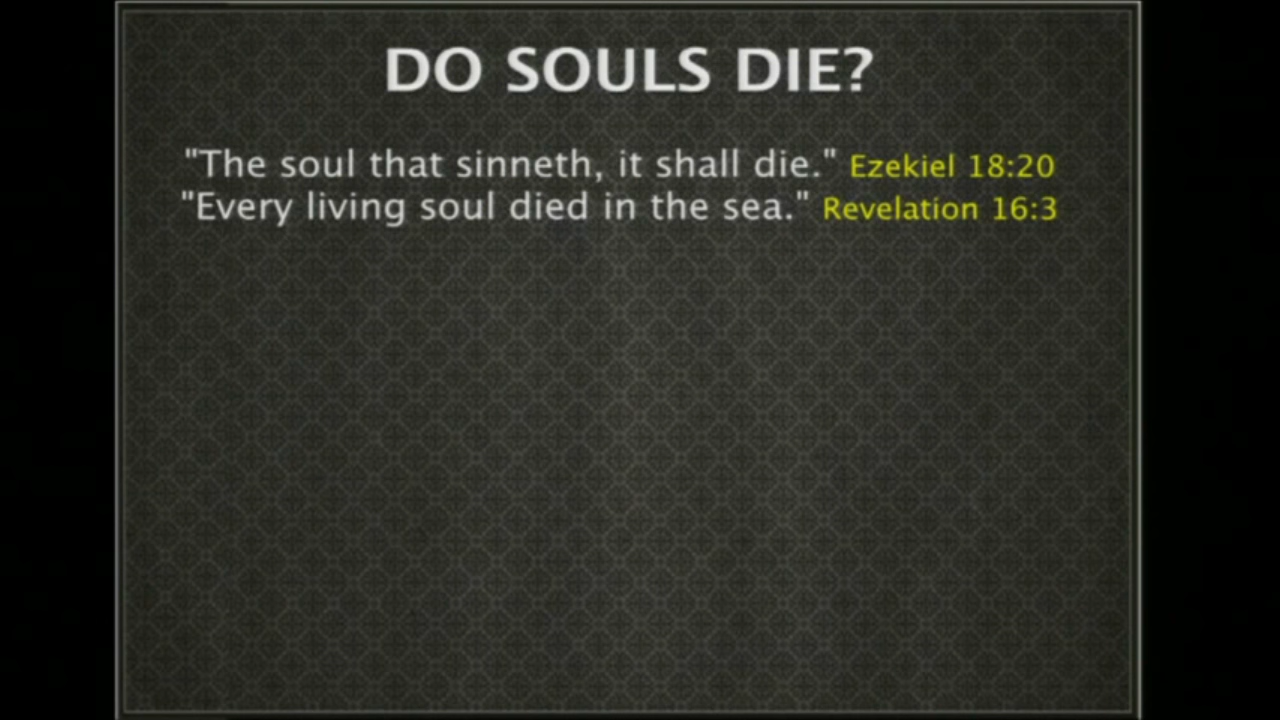 DO SOULS DIE?
"The soul that sinneth, it shall die." Ezekiel 18:20
"Every living soul died in the sea." Revelation 16:3